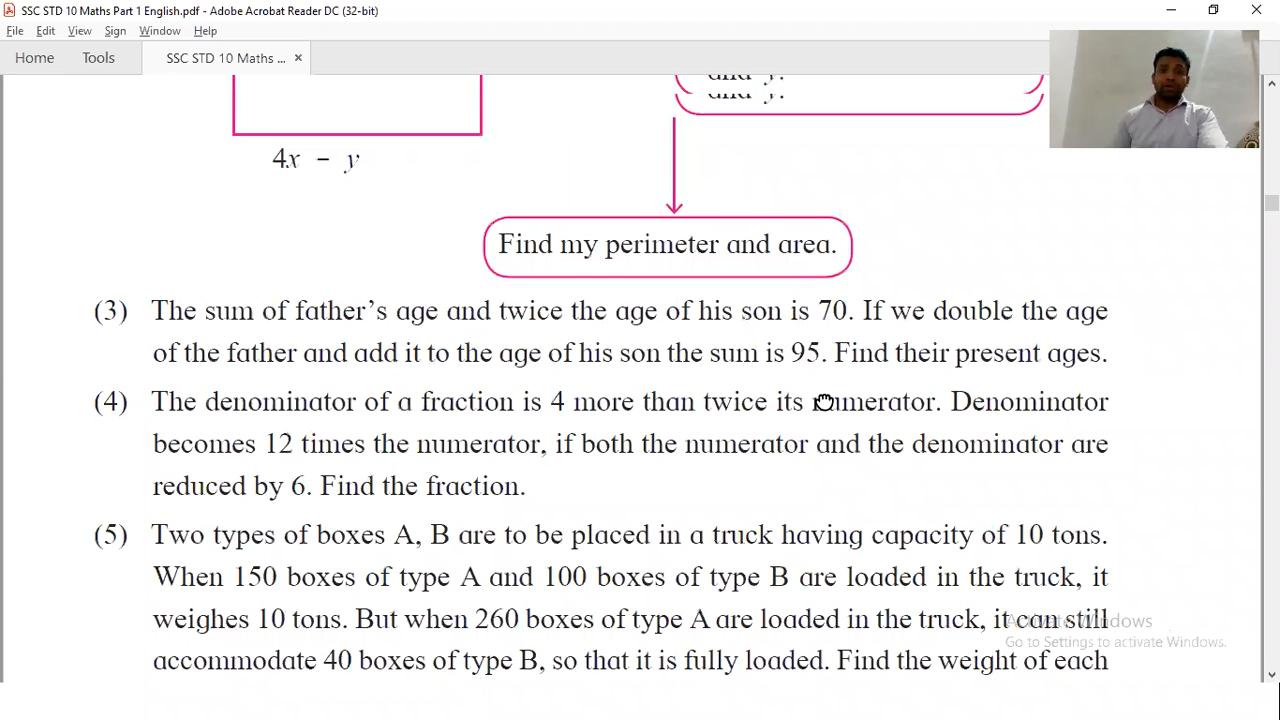 SSC STD 10 Maths Part 1 English.pdf - Adobe Acrobat Reader DC (32-bit)
File Edit View Sign Window Help
Home Tools SSC STD 10 Maths ... ×
and y.
and y.
4x - y
Find my perimeter and area.
(3) The sum of father's age and twice the age of his son is 70. If we double the age
of the father and add it to the age of his son the sum is 95. Find their present ages.
(4) The denominator of a fraction is 4 more than twice its numerator. Denominator
becomes 12 times the numerator, if both the numerator and the denominator are
reduced by 6. Find the fraction.
(5) Two types of boxes A, B are to be placed in a truck having capacity of 10 tons.
When 150 boxes of type A and 100 boxes of type B are loaded in the truck, it
weighes 10 tons. But when 260 boxes of type A are loaded in the truck, it can still
accommodate 40 boxes of type B, so that it is fully loaded. Find the weight of each
Activate Windows
Go to Settings to activate Windows.